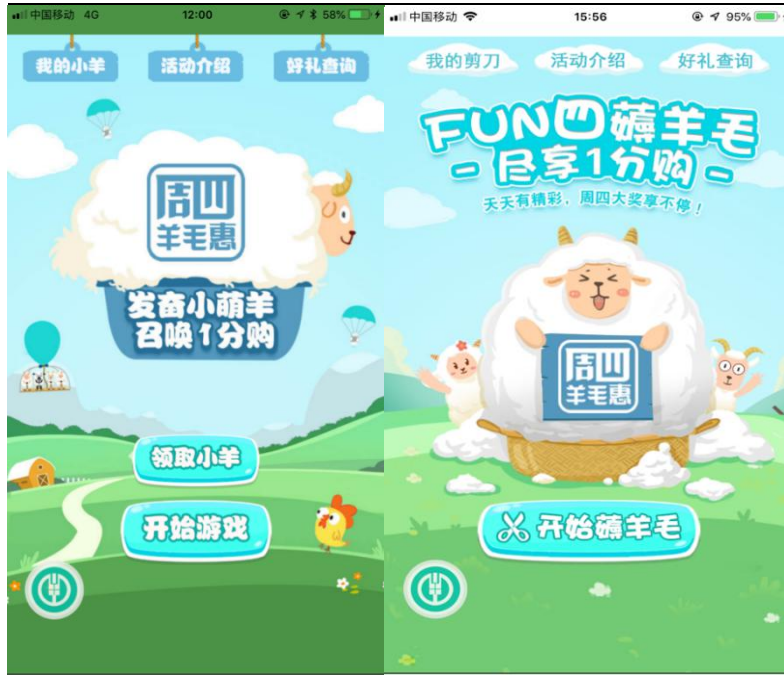 中国移动 4G
12:00
58%
我的小羊
活动介绍
好礼查询
周四
羊毛惠
发奋小萌羊
召唤1分购
领取小羊
开始游戏
中国移动
15:56
95%
我的剪刀
活动介绍
好礼查询
FUN四薅羊毛
- 尽享1分购 -
天天有精彩，周四大奖享不停！
周四
羊毛惠
开始薅羊毛